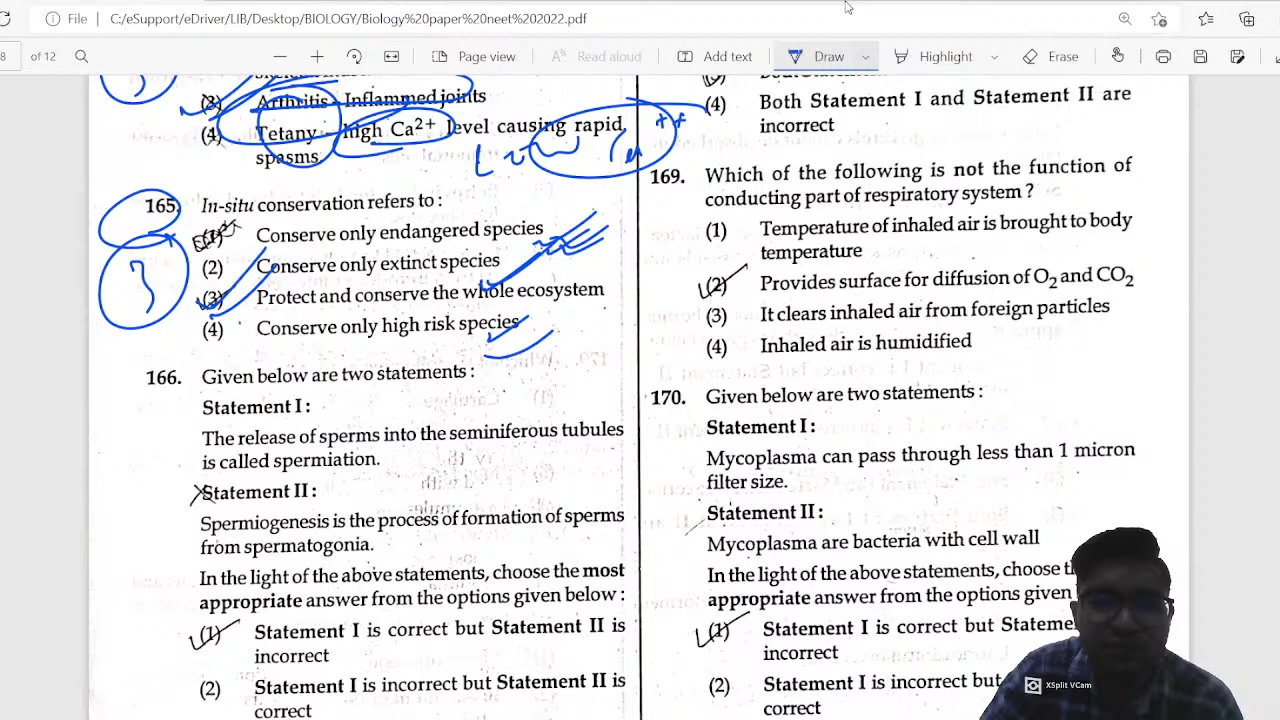 File
C:/eSupport/eDriver/LIB/Desktop/BIOLOGY/Biology%20paper%20neet%202022.pdf
8 of 12
Page view
Read aloud
Add text
Draw
Highlight
Erase
(3) Arthritis - Inflammed joints
(4) Tetany - high Ca2+ level causing rapid
spasms
165. In-situ conservation refers to :
(1) Conserve only endangered species
(2) Conserve only extinct species
(3) Protect and conserve the whole ecosystem
(4) Conserve only high risk species
166. Given below are two statements :
Statement I :
The release of sperms into the seminiferous tubules
is called spermiation.
Statement II :
Spermiogenesis is the process of formation of sperms
from spermatogonia.
In the light of the above statements, choose the most
appropriate answer from the options given below :
(1) Statement I is correct but Statement II is
incorrect
(2) Statement I is incorrect but Statement II is
correct
(4) Both Statement I and Statement II are
incorrect
169. Which of the following is not the function of
conducting part of respiratory system ?
(1) Temperature of inhaled air is brought to body
temperature
(2) Provides surface for diffusion of O2 and CO2
(3) It clears inhaled air from foreign particles
(4) Inhaled air is humidified
170. Given below are two statements :
Statement I :
Mycoplasma can pass through less than 1 micron
filter size.
Statement II :
Mycoplasma are bacteria with cell wall
In the light of the above statements, choose
appropriate answer from the options given
(1) Statement I is correct but
incorrect
(2) Statement I is incorrect but
correct
XSplit VCam